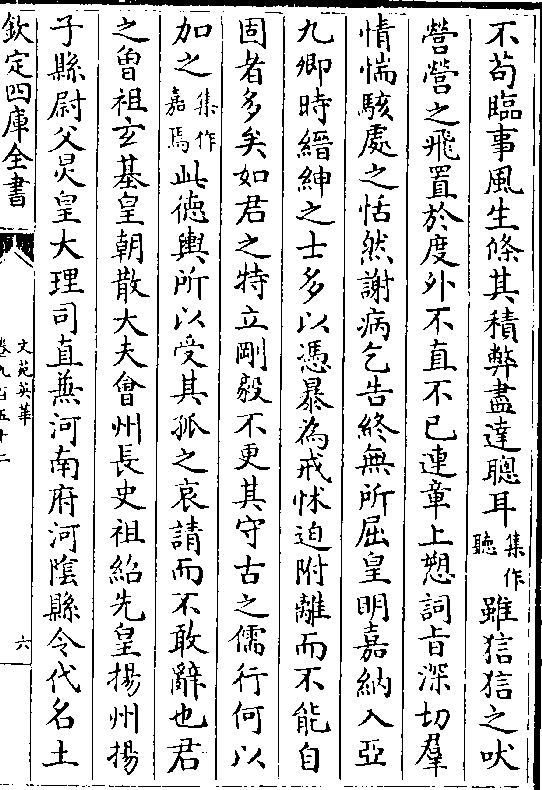 不茍臨事風生條其積弊盡達聰耳集作聽雖狺狺之吠
營營之飛置於度外不直不已連章上愬詞旨深切羣
情惴駭處之恬然謝病乞告終無所屈皇明嘉納入亞
九卿時縉紳之士多以憑暴為戒怵迫附離而不能自
固者多矣如君之特立剛毅不更其守古之儒行何以
加之集作嘉焉此德輿所以受其孤之哀請而不敢辭也君
之曾祖玄基皇朝散大夫會州長史祖紹先皇揚州揚
子縣尉父炅皇大理司直兼河南府河陰縣令代名士
欽定四庫全書
文苑英華
卷九百五十二
六